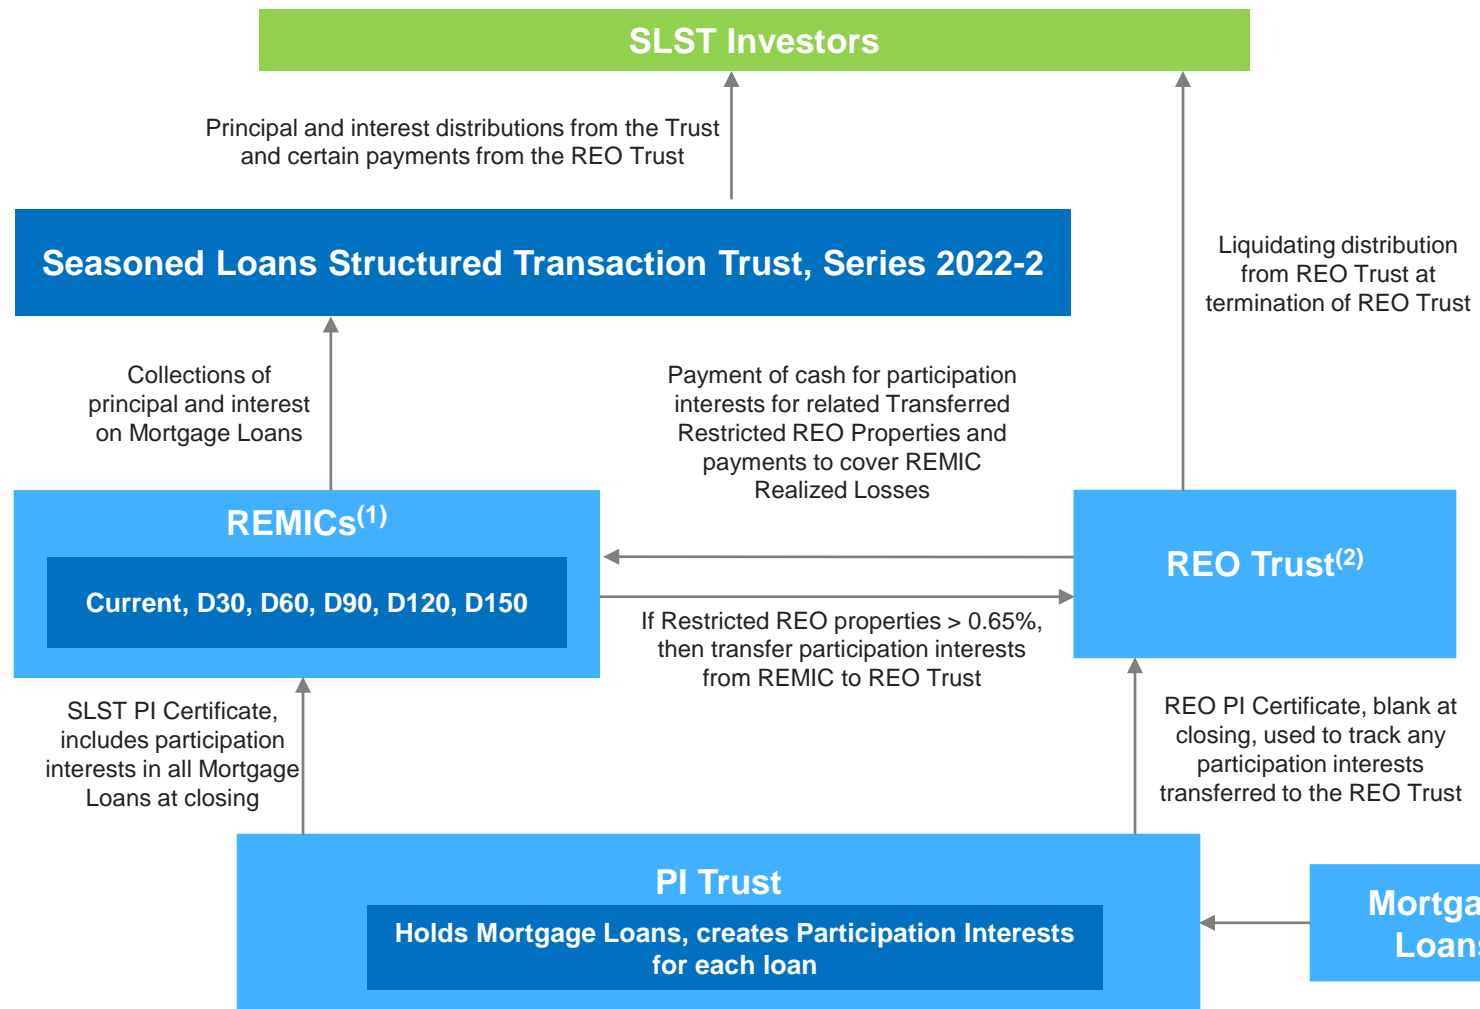 SLST Investors
Principal and interest distributions from the Trust
and certain payments from the REO Trust
Seasoned Loans Structured Transaction Trust, Series 2022-2
Liquidating distribution
from REO Trust at
termination of REO Trust
Collections of
principal and interest
on Mortgage Loans
Payment of cash for participation
interests for related Transferred
Restricted REO Properties and
payments to cover REMIC
Realized Losses
REMICs(1)
Current, D30, D60, D90, D120, D150
REO Trust(2)
If Restricted REO properties > 0.65%,
then transfer participation interests
from REMIC to REO Trust
SLST PI Certificate,
includes participation
interests in all Mortgage
Loans at closing
REO PI Certificate, blank at
closing, used to track any
participation interests
transferred to the REO Trust
PI Trust
Holds Mortgage Loans, creates Participation Interests
for each loan
Loans